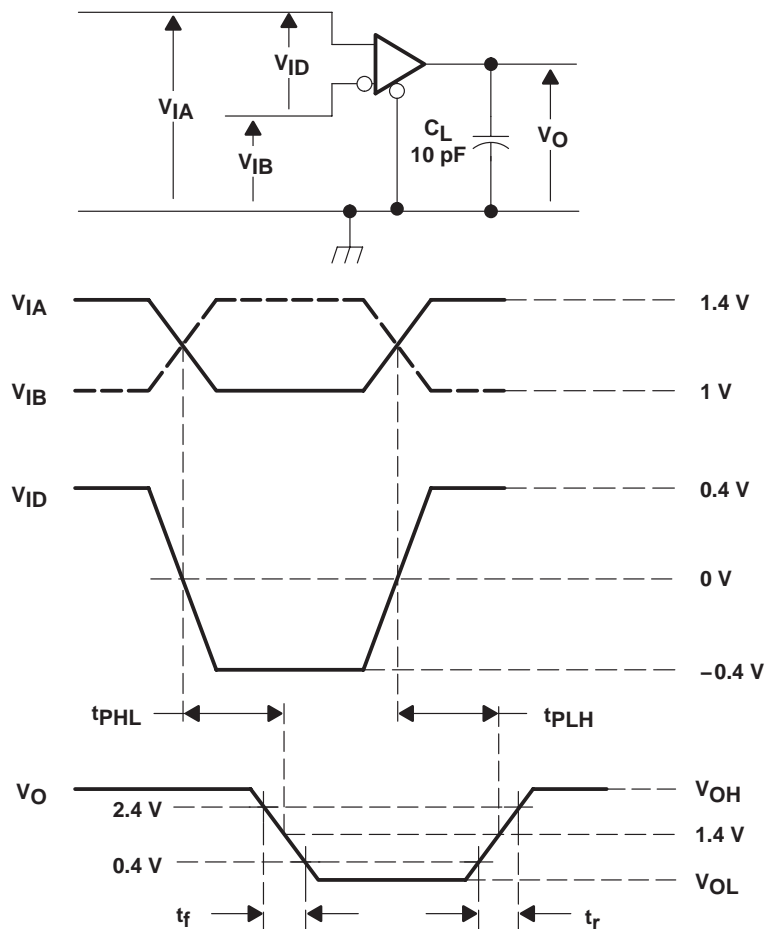 VIA
VID
VIB
CL
10 pF
VO
VIA
1.4 V
VIB
1 V
VID
0.4 V
0 V
−0.4 V
tPHL
tPLH
VO
VOH
2.4 V
1.4 V
0.4 V
VOL
tf
tr